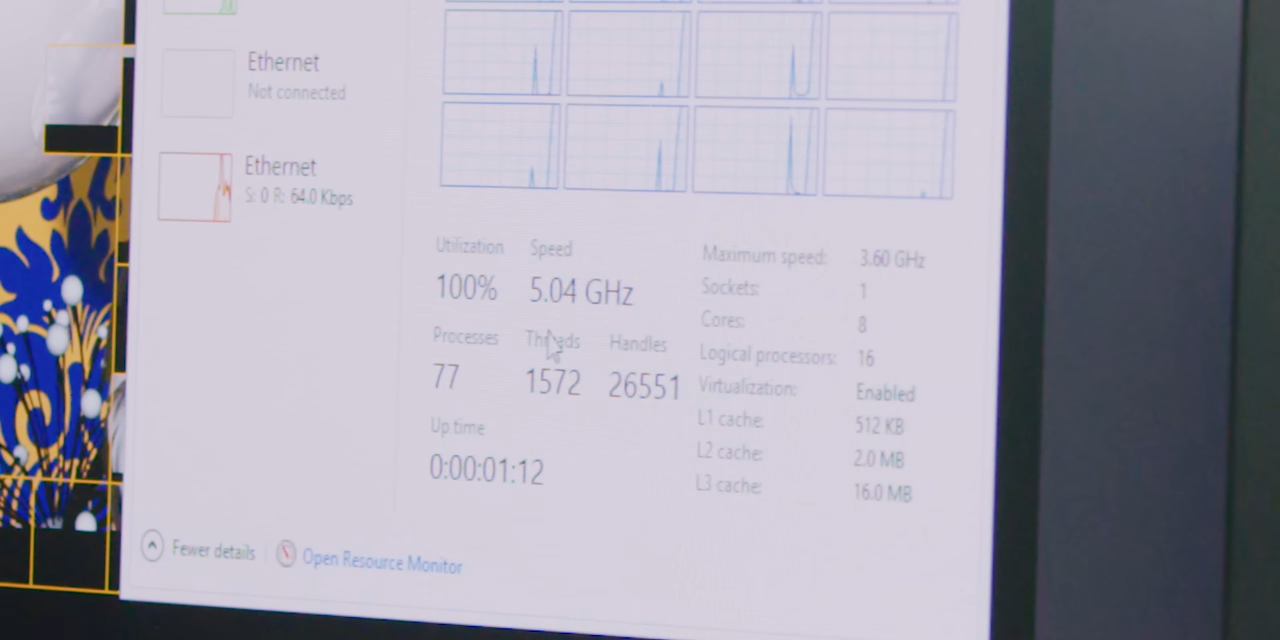 Ethernet
Not connected
Ethernet
S: 0 R: 64.0 Kbps
Utilization Speed
100% 5.04 GHz
Processes Threads Handles
77 1572 26551
Up time
0:00:01:12
Maximum speed: 3.60 GHz
Sockets: 1
Cores: 8
Logical processors: 16
Virtualization: Enabled
L1 cache: 512 KB
L2 cache: 2.0 MB
L3 cache: 16.0 MB
Fewer details
Open Resource Monitor